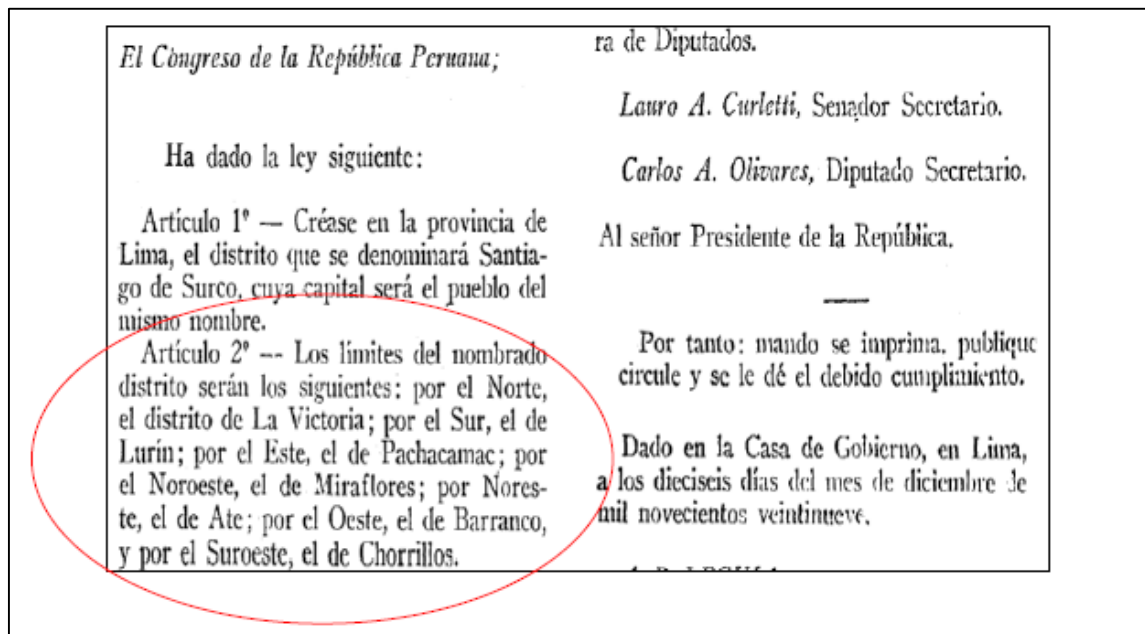 El Congreso de la República Peruana;
Ha dado la ley siguiente:
Artículo 1º — Créase en la provincia de
Lima, el distrito que se denominará Santia-
go de Surco, cuya capital será el pueblo del
mismo nombre.
Artículo 2º -- Los límites del nombrado
distrito serán los siguientes: por el Norte,
el distrito de La Victoria; por el Sur, el de
Lurín; por el Este, el de Pachacamac; por
el Noroeste, el de Miraflores; por Nores-
te, el de Ate; por el Oeste, el de Barranco,
y por el Suroeste, el de Chorrillos.
ra de Diputados.
Lauro A. Curletti, Senador Secretario.
Carlos A. Olivares, Diputado Secretario.
Al señor Presidente de la República.
Por tanto: mando se imprima, publique
circule y se le dé el debido cumplimiento.
Dado en la Casa de Gobierno, en Lima,
a los dieciseis días del mes de diciembre de
mil novecientos veintinueve.